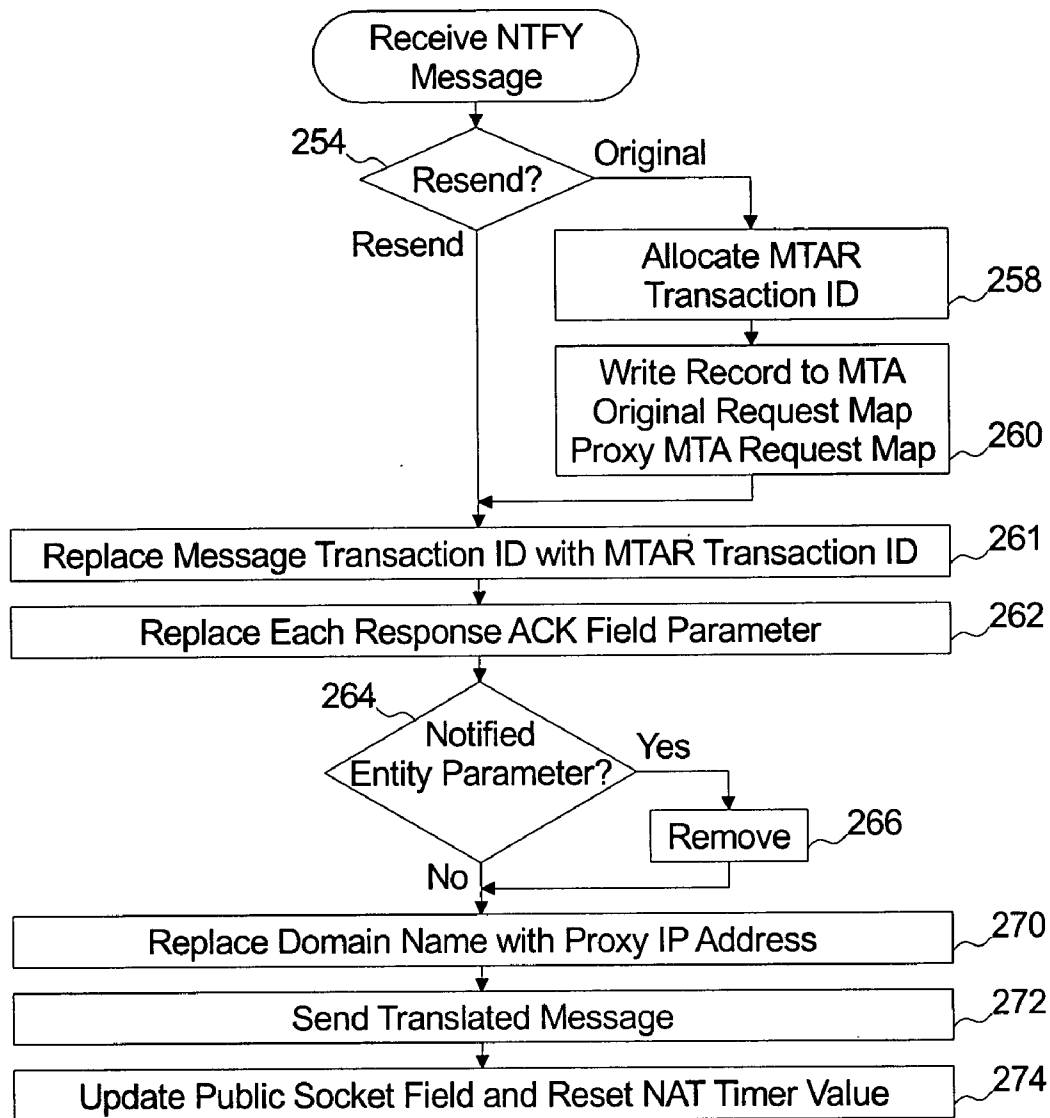 Receive NTFY
Message
254
Resend?
Original
Resend
Allocate MTAR
Transaction ID
258
Write Record to MTA
Original Request Map
Proxy MTA Request Map
260
Replace Message Transaction ID with MTAR Transaction ID
261
Replace Each Response ACK Field Parameter
262
264
Notified
Entity Parameter?
Yes
Remove
266
No
Replace Domain Name with Proxy IP Address
270
Send Translated Message
272
Update Public Socket Field and Reset NAT Timer Value
274